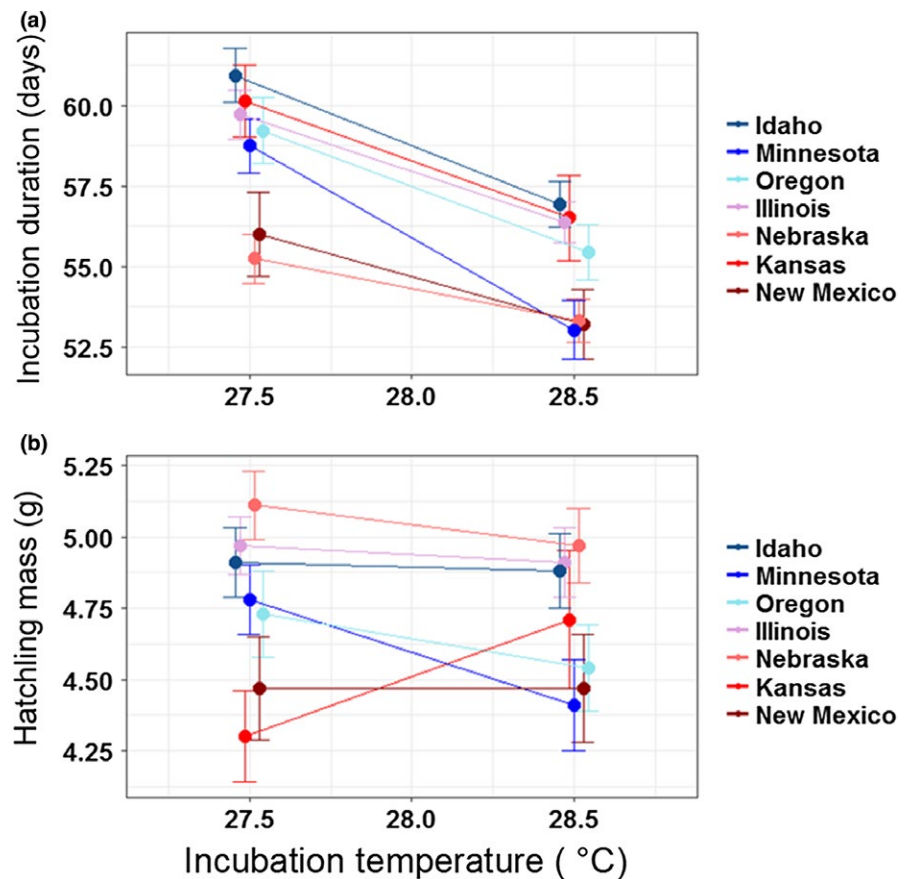 (a)
Incubation duration (days)
60.0
57.5
55.0
52.5
27.5 28.0 28.5
Idaho
Minnesota
Oregon
Illinois
Nebraska
Kansas
New Mexico
(b)
Hatchling mass (g)
5.25
5.00
4.75
4.50
4.25
27.5 28.0 28.5
Incubation temperature ( °C)
Idaho
Minnesota
Oregon
Illinois
Nebraska
Kansas
New Mexico